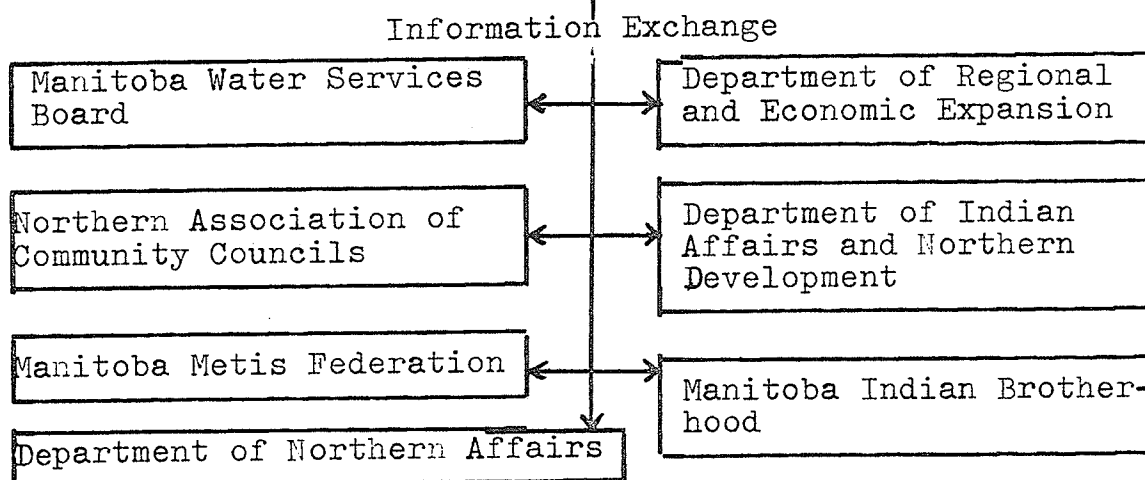 Information Exchange
Manitoba Water Services
Board
Department of Regional
and Economic Expansion
Northern Association of
Community Councils
Department of Indian
Affairs and Northern
Development
Manitoba Metis Federation
Manitoba Indian Brother-
hood
Department of Northern Affairs